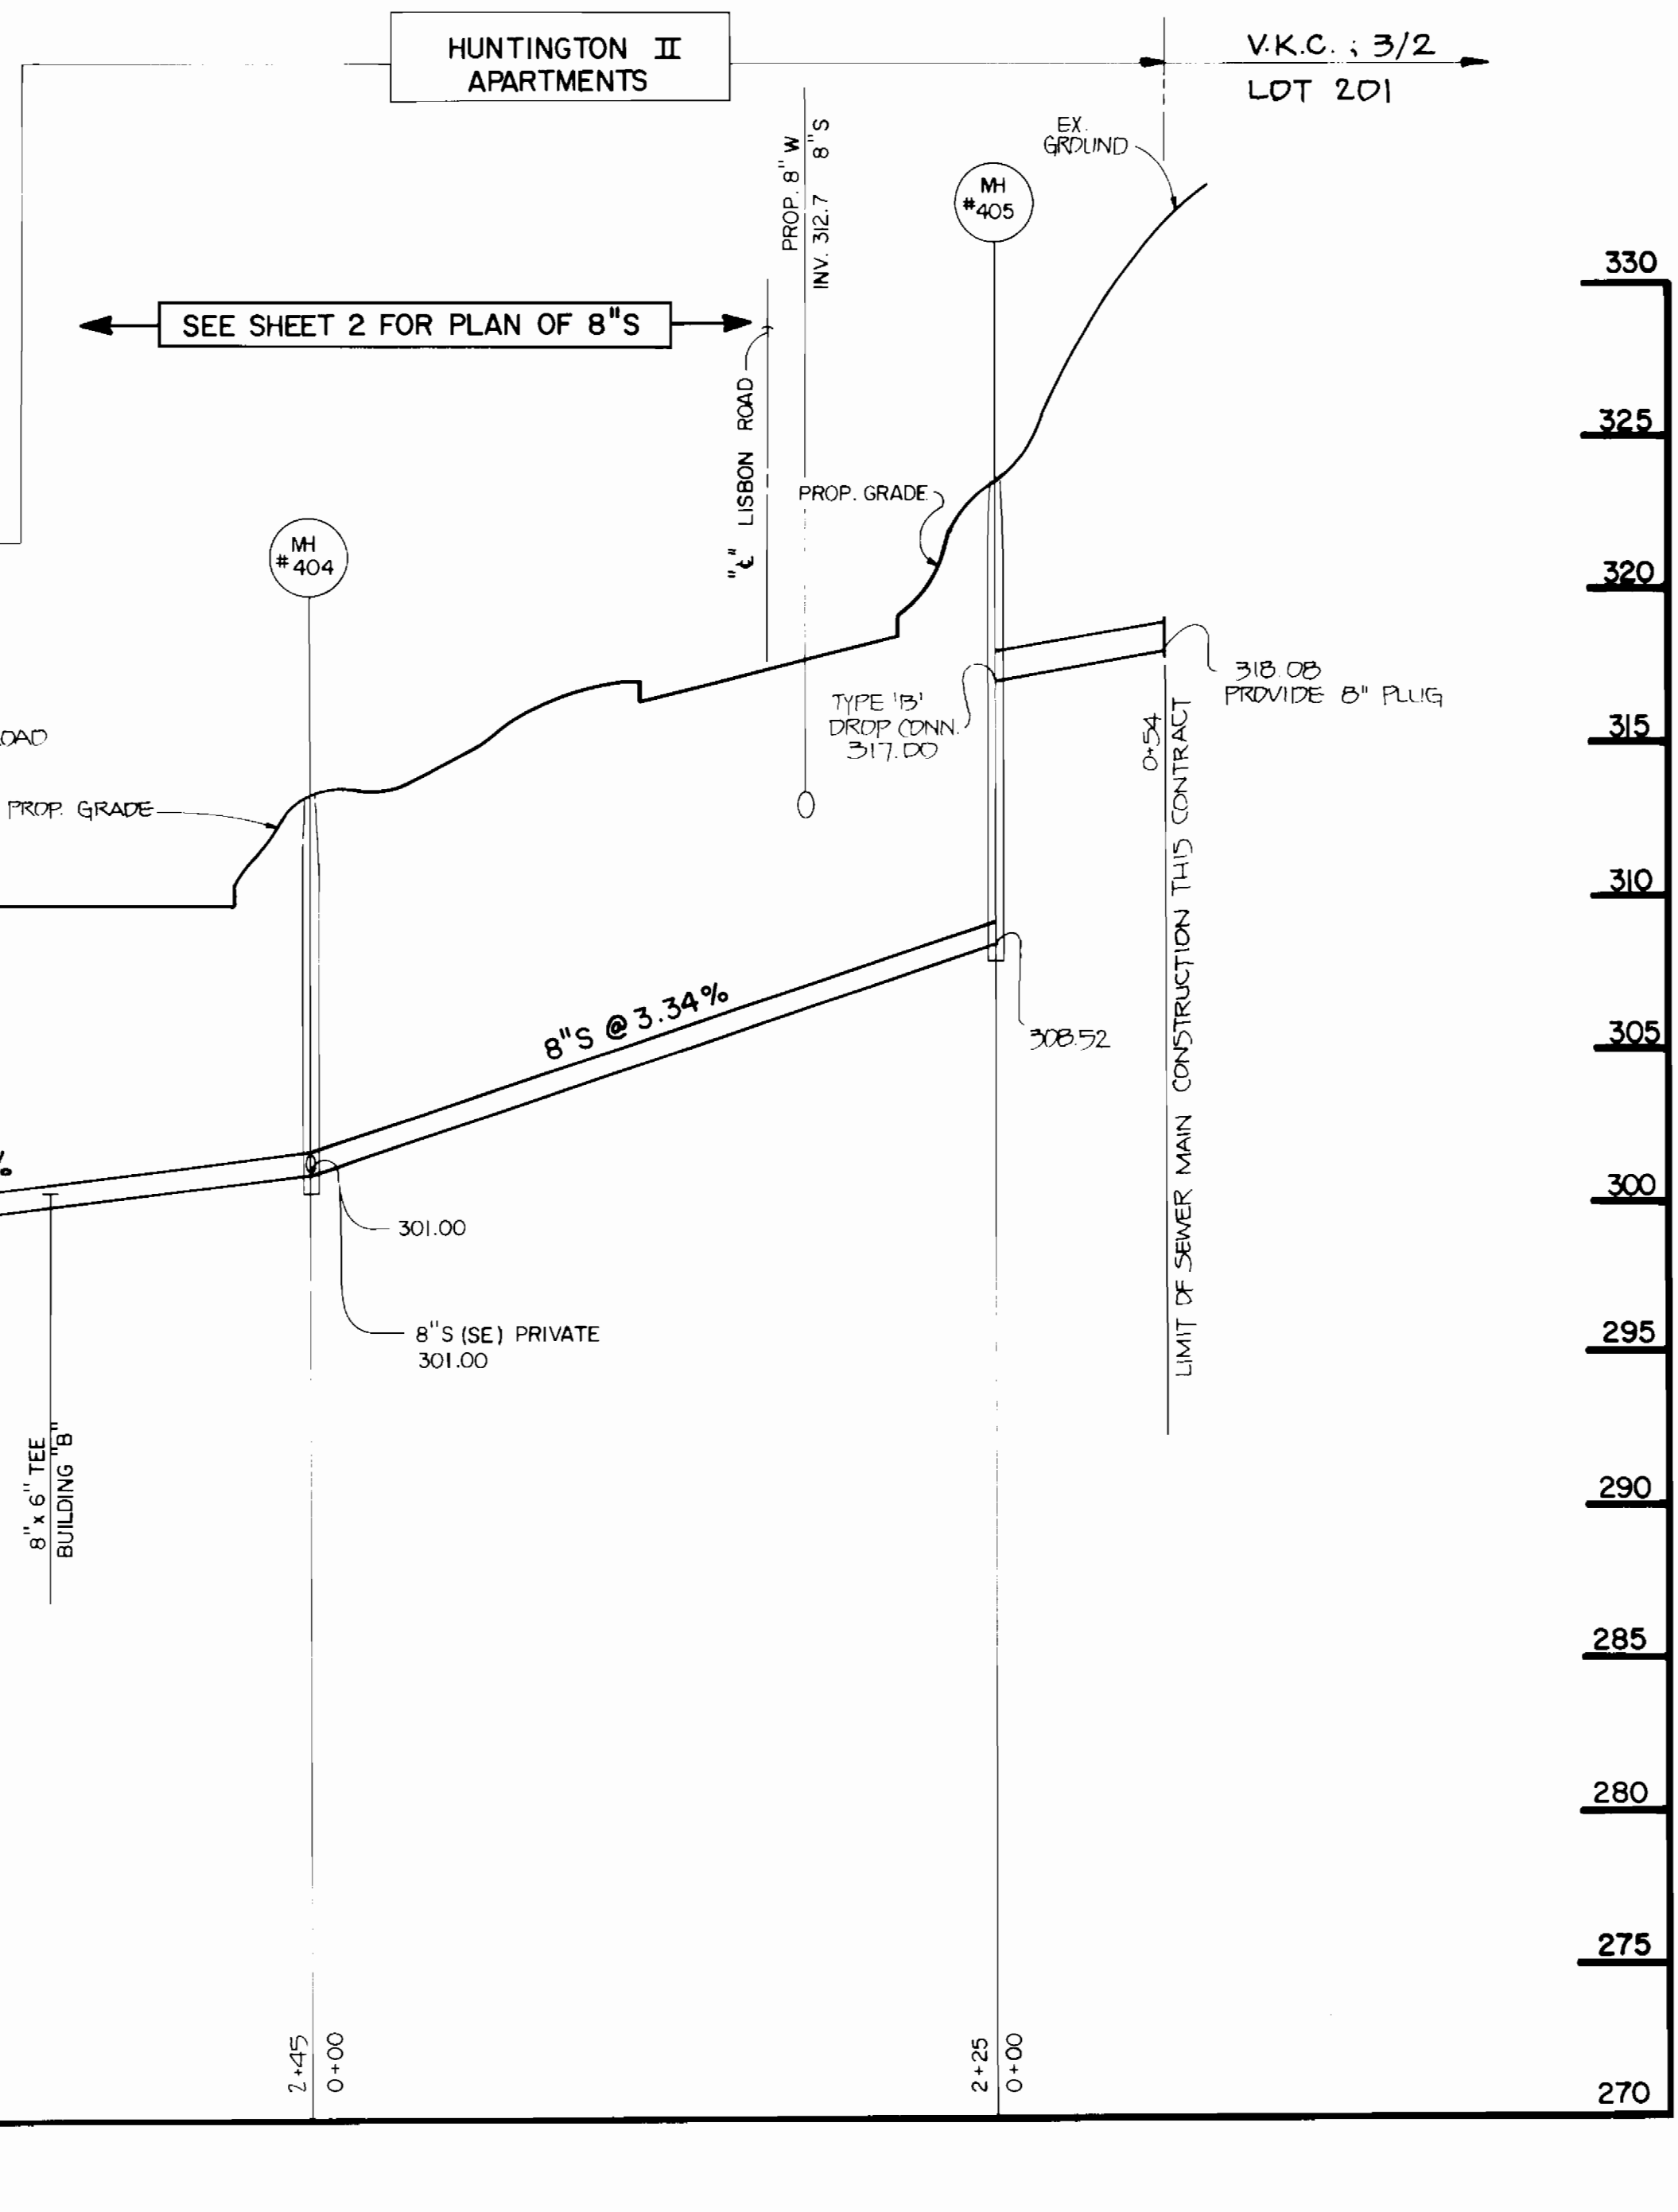 HUNTINGTON II
APARTMENTS
V.K.C. ; 3/2
LOT 201
EX.
GROUND
PROP. 8" W
INV. 312.7 8"S
MH
#405
330
SEE SHEET 2 FOR PLAN OF 8"S
"℄" LISBON ROAD
325
PROP. GRADE
MH
#404
320
318.08
PROVIDE 8" PLUG
TYPE 'B'
DROP CONN.
317.00
0+54
LIMIT OF SEWER MAIN CONSTRUCTION THIS CONTRACT
315
OAD
PROP. GRADE
310
8"S @ 3.34%
308.52
305
%
300
301.00
8"S (SE) PRIVATE
301.00
295
8"x 6" TEE
BUILDING "B"
290
285
280
275
2+45
0+00
2+25
0+00
270